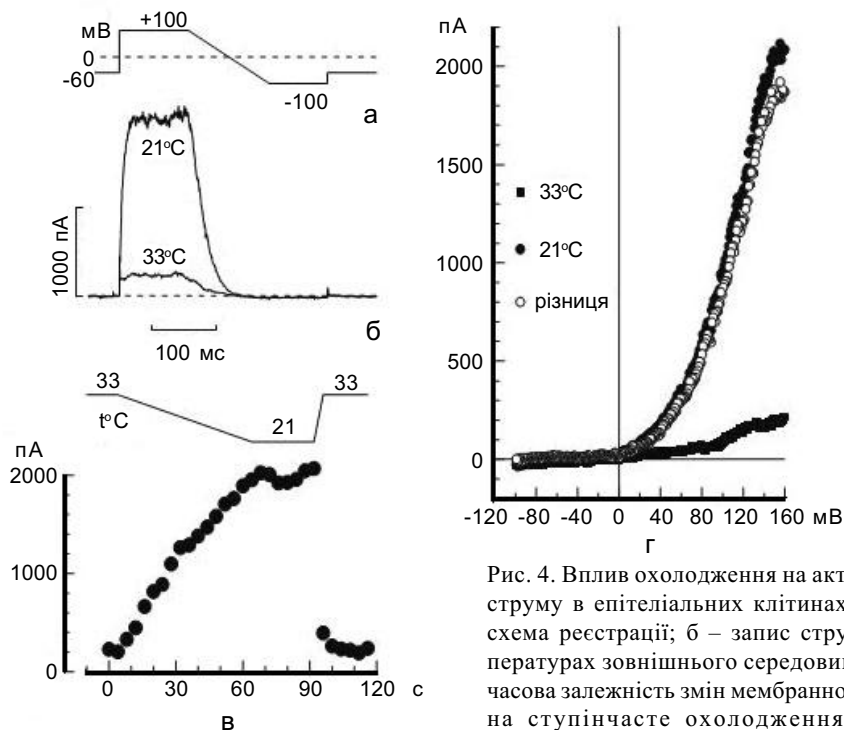 мВ
+100
0
-60
-100
а
21°C
33°C
1000 пА
100 мс
б
33
33
t°C
21
пА
2000
1000
0
0 30 60 90 120 с
в
пА
2000
1500
1000
500
0
33°C
21°C
різниця
-120 -80 -40 0 40 80 120 160 мВ
г
Рис. 4. Вплив охолодження на акт
струму в епітеліальних клітинах
схема реєстрації; б – запис стру
пературах зовнішнього середови
часова залежність змін мембранно
на ступінчасте охолодження